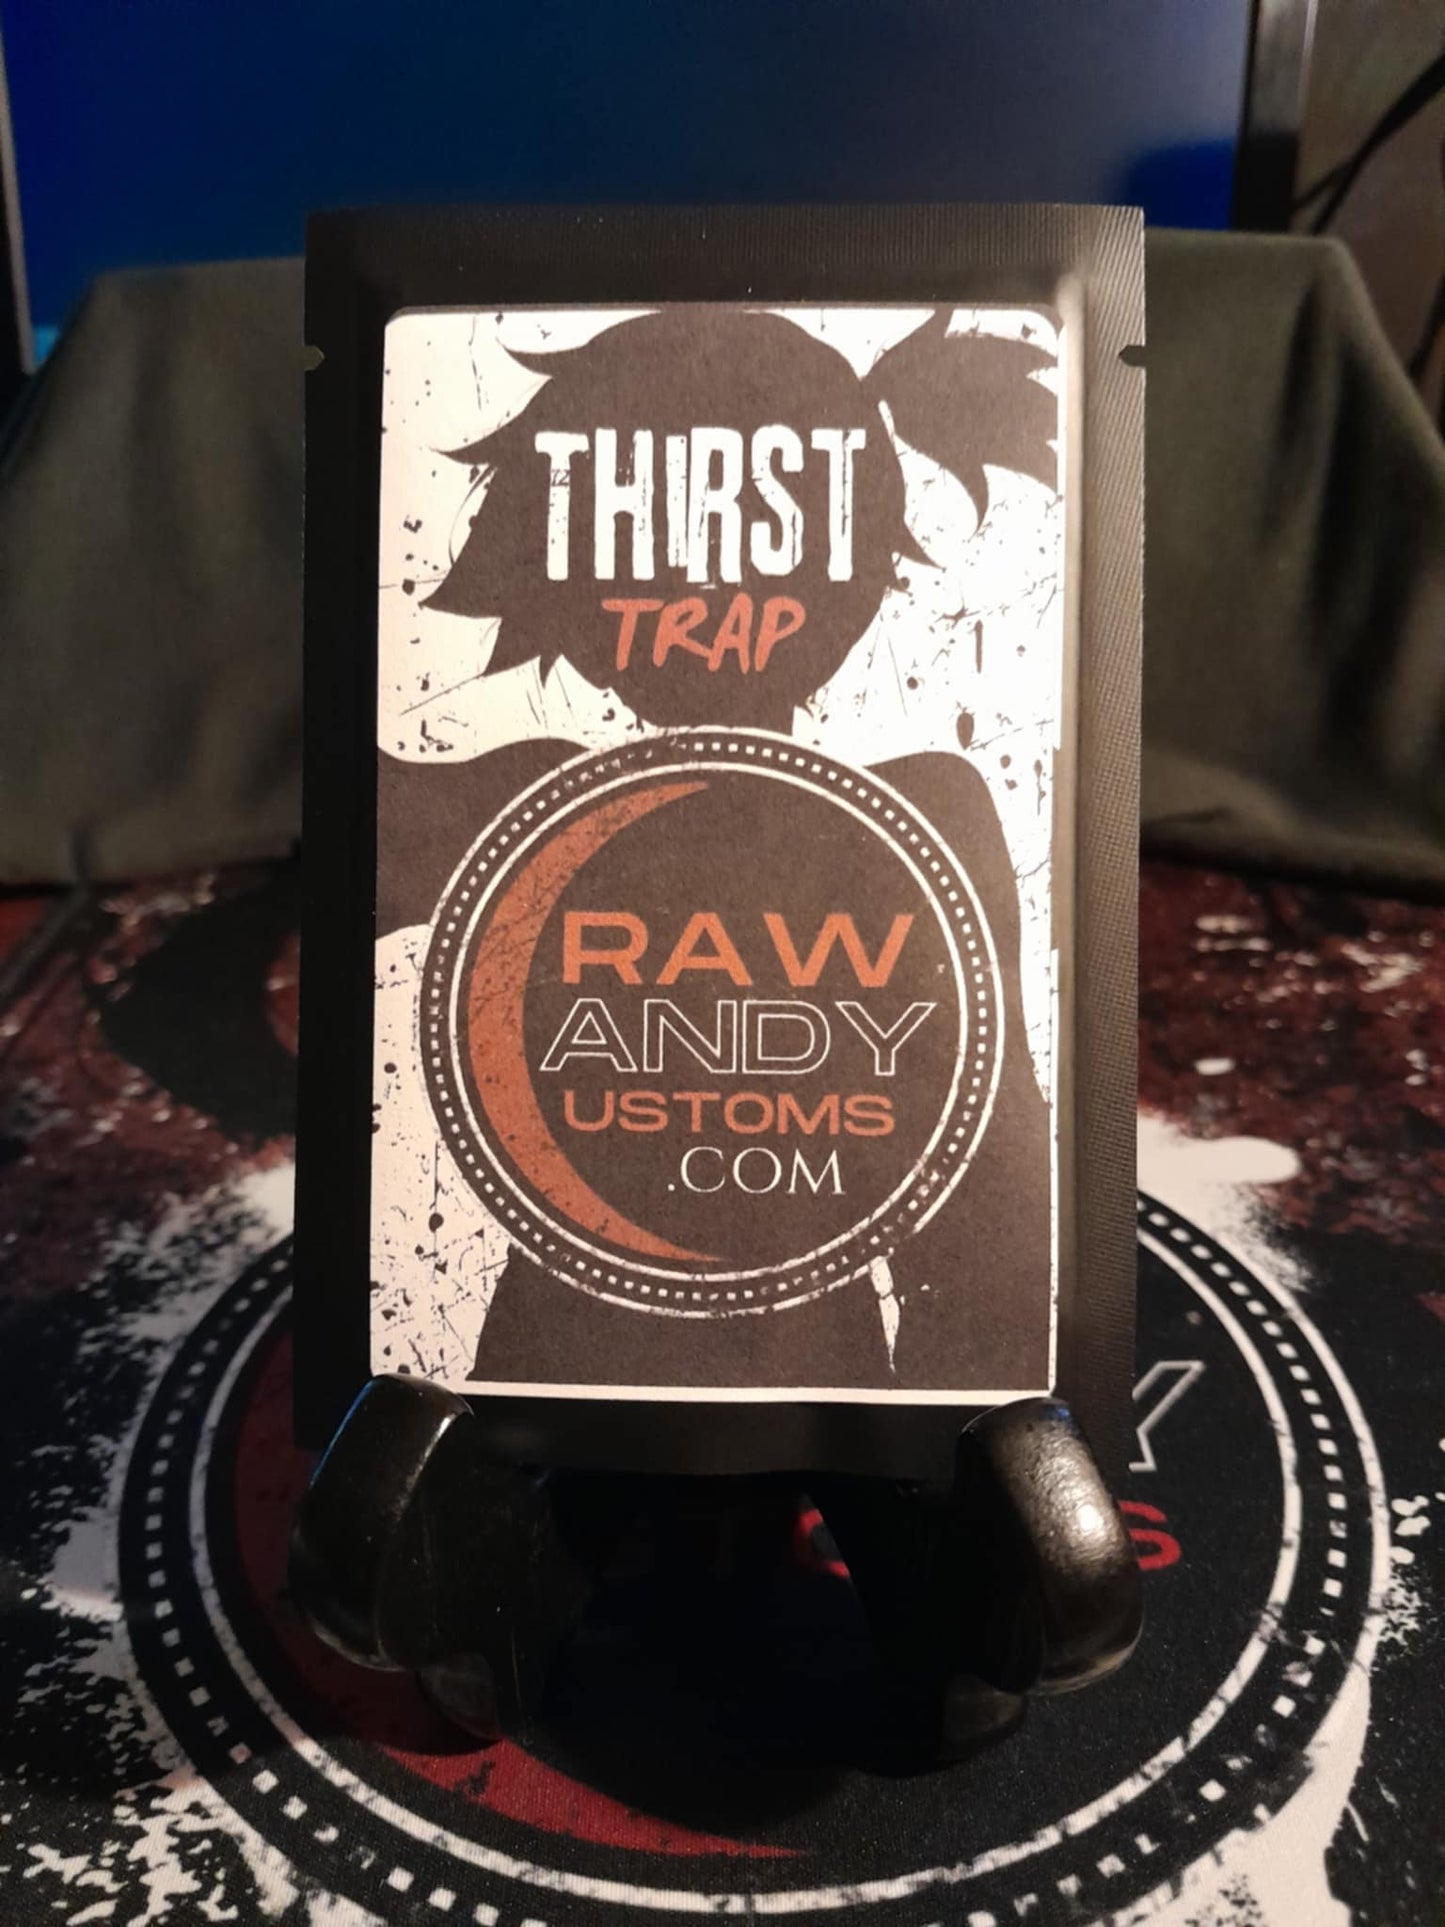 THIRST
TRAP
RAW
ANDY
USTOMS
.COM
Y
S